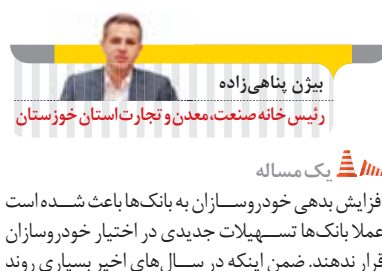 بیژن پناهی‌زاده
رئیس خانه صنعت، معدن و تجارت استان خوزستان
یک مساله
افزایش بدهی خودروسازان به بانک‌ها باعث شده است
عملا بانک‌ها تسهیلات جدیدی در اختیار خودروسازان
قرار ندهند. ضمن اینکه در سال‌های اخیر بسیاری روند